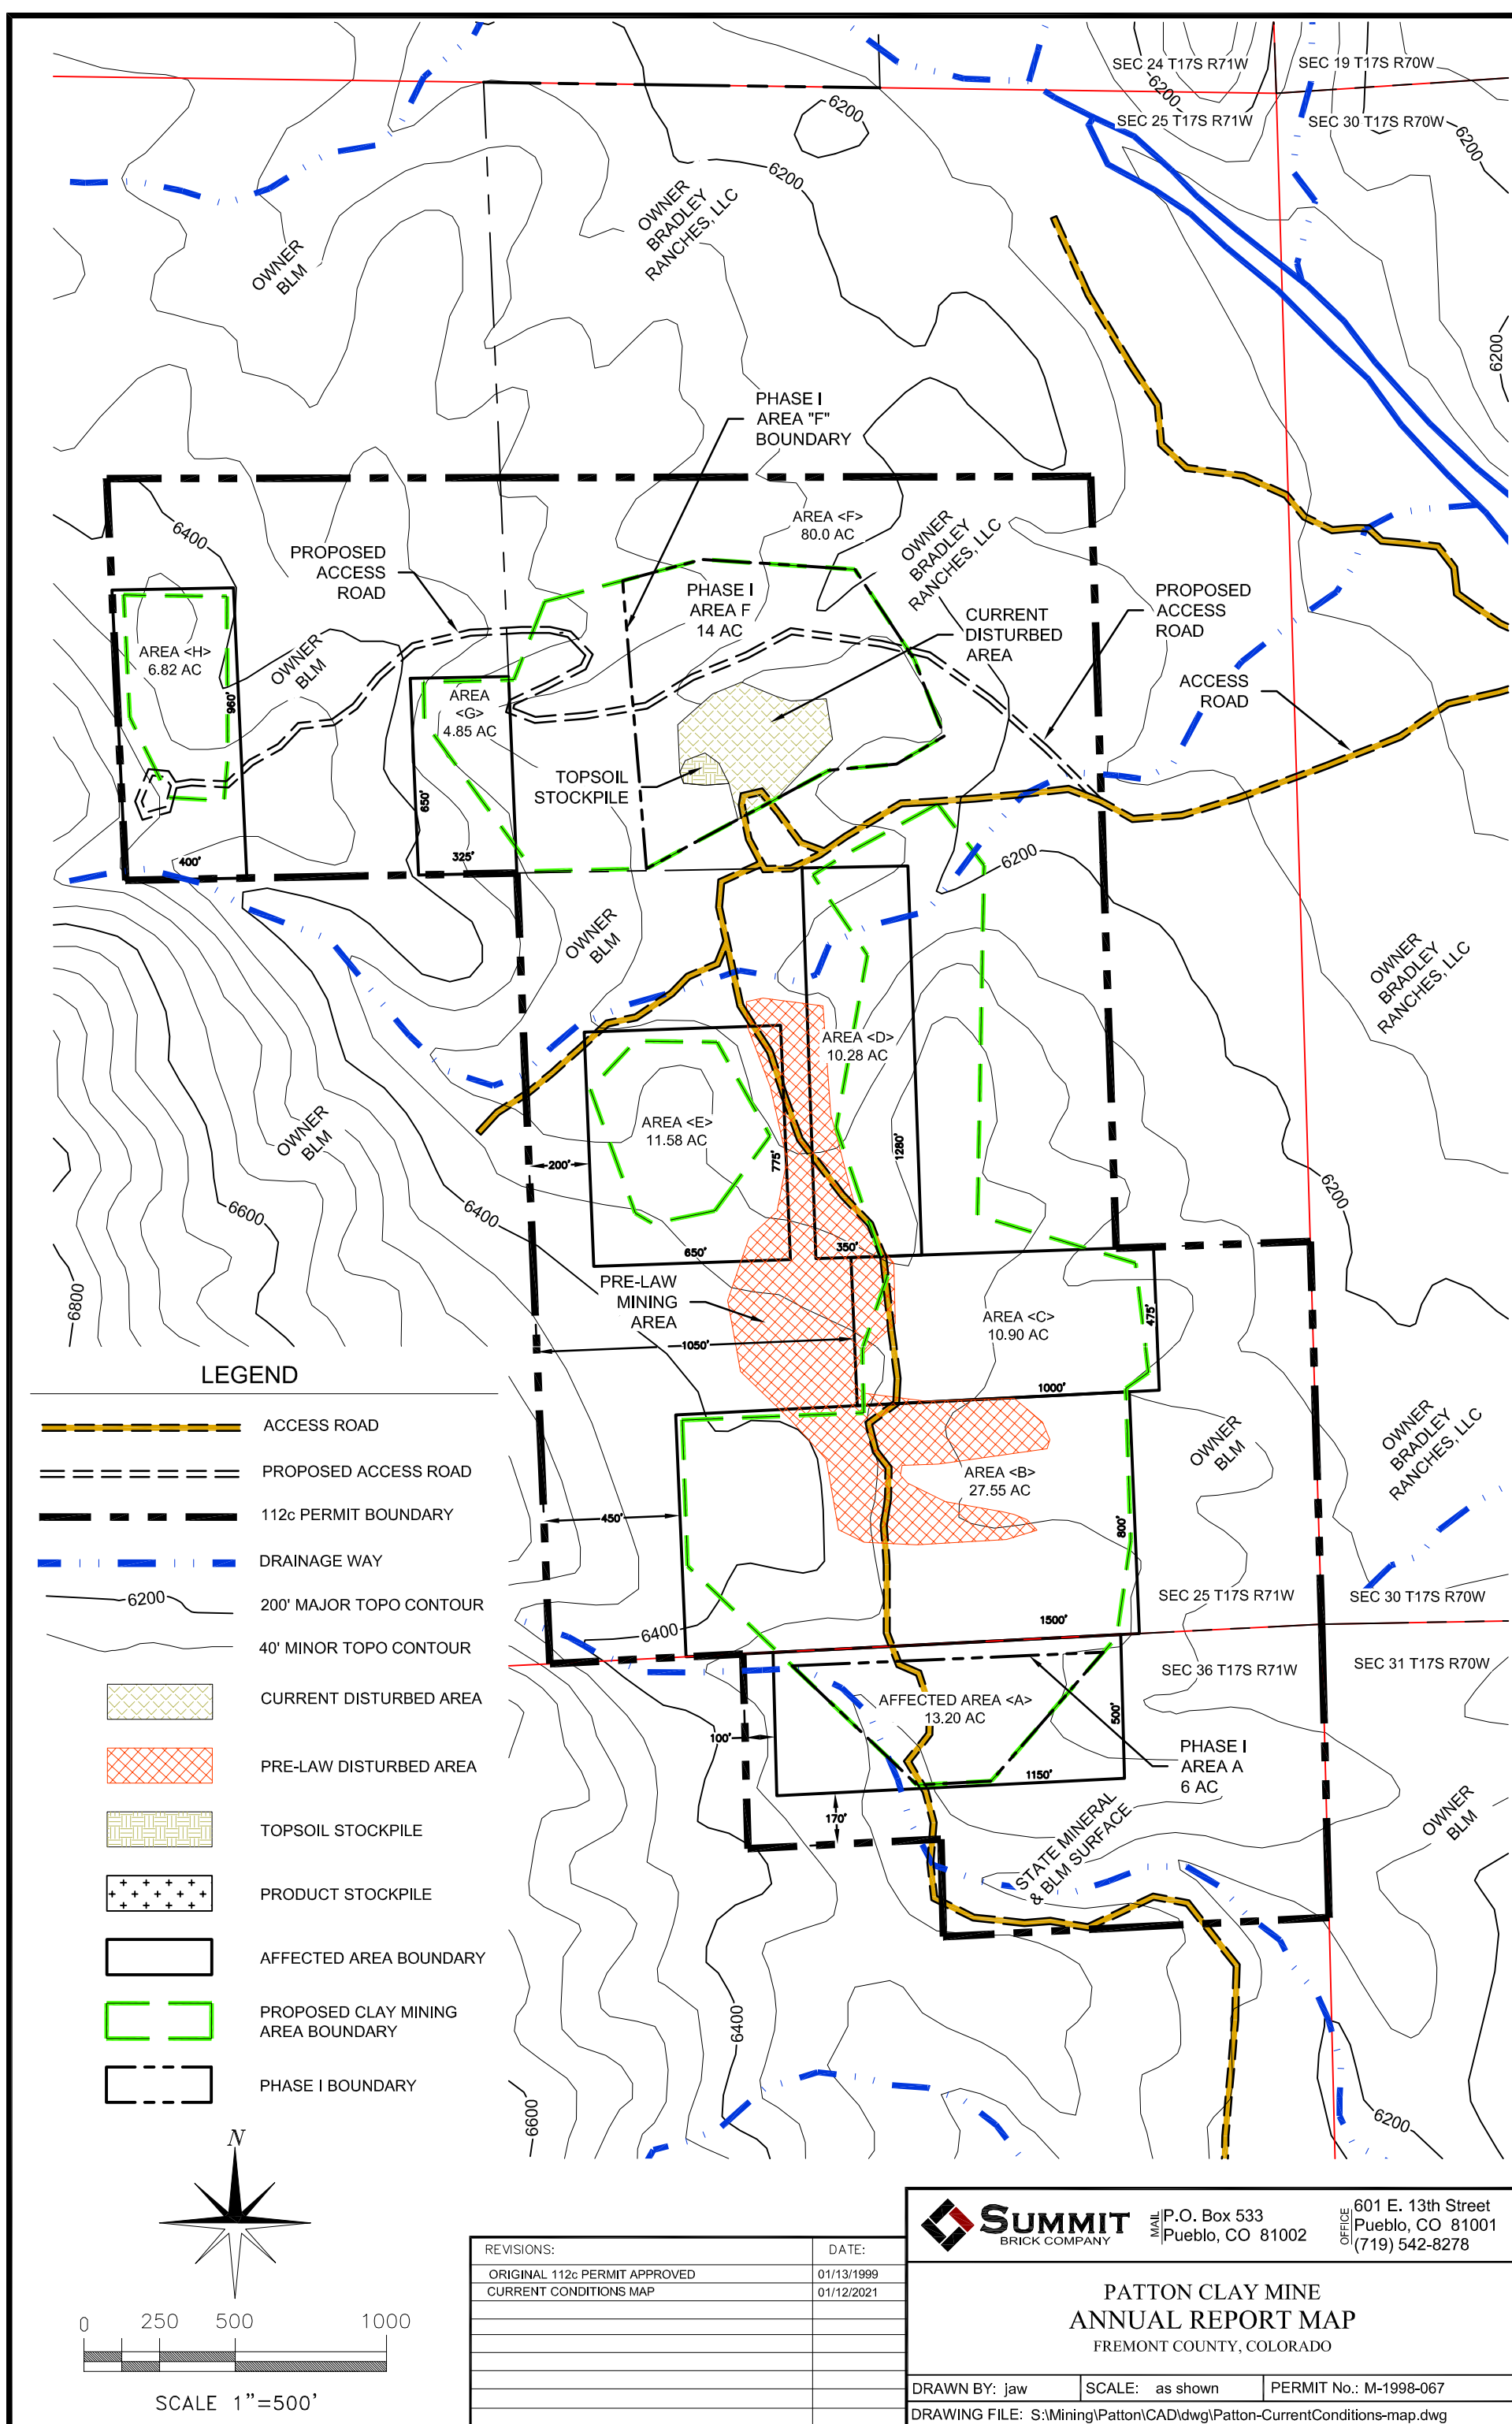 SEC 24 T17S R71W
SEC 19 T17S R70W
6200
SEC 25 T17S R71W
SEC 30 T17S R70W
6200
6200
6200
6200
OWNER
BLM
OWNER
BRADLEY
RANCHES, LLC
PHASE I
AREA "F"
BOUNDARY
6400
PROPOSED
ACCESS
ROAD
AREA <F>
80.0 AC
OWNER
BRADLEY
RANCHES, LLC
PHASE I
AREA F
14 AC
CURRENT
DISTURBED
AREA
PROPOSED
ACCESS
ROAD
AREA <H>
6.82 AC
960'
400'
OWNER
BLM
AREA
<G>
4.85 AC
650'
325'
ACCESS
ROAD
TOPSOIL
STOCKPILE
6200
OWNER
BLM
OWNER
BRADLEY
RANCHES, LLC
AREA <D>
10.28 AC
1280'
350'
AREA <E>
11.58 AC
775'
650'
200'
OWNER
BLM
6600
6400
6800
6200
PRE-LAW
MINING
AREA
1050'
AREA <C>
10.90 AC
475'
1000'
OWNER
BLM
OWNER
BRADLEY
RANCHES, LLC
AREA <B>
27.55 AC
450'
800'
1500'
6400
SEC 25 T17S R71W
SEC 30 T17S R70W
SEC 36 T17S R71W
SEC 31 T17S R70W
AFFECTED AREA <A>
13.20 AC
100'
500'
1150'
170'
PHASE I
AREA A
6 AC
STATE MINERAL
& BLM SURFACE
OWNER
BLM
6400
6600
6200
LEGEND
ACCESS ROAD
PROPOSED ACCESS ROAD
112c PERMIT BOUNDARY
DRAINAGE WAY
6200
200' MAJOR TOPO CONTOUR
40' MINOR TOPO CONTOUR
CURRENT DISTURBED AREA
PRE-LAW DISTURBED AREA
TOPSOIL STOCKPILE
PRODUCT STOCKPILE
AFFECTED AREA BOUNDARY
PROPOSED CLAY MINING
AREA BOUNDARY
PHASE I BOUNDARY
N
0 250 500 1000
SCALE 1"=500'
REVISIONS: DATE:
ORIGINAL 112c PERMIT APPROVED 01/13/1999
CURRENT CONDITIONS MAP 01/12/2021
SUMMIT
BRICK COMPANY
MAIL
P.O. Box 533
Pueblo, CO 81002
OFFICE
601 E. 13th Street
Pueblo, CO 81001
(719) 542-8278
PATTON CLAY MINE
ANNUAL REPORT MAP
FREMONT COUNTY, COLORADO
DRAWN BY: jaw
SCALE: as shown
PERMIT No.: M-1998-067
DRAWING FILE: S:\Mining\Patton\CAD\dwg\Patton-CurrentConditions-map.dwg